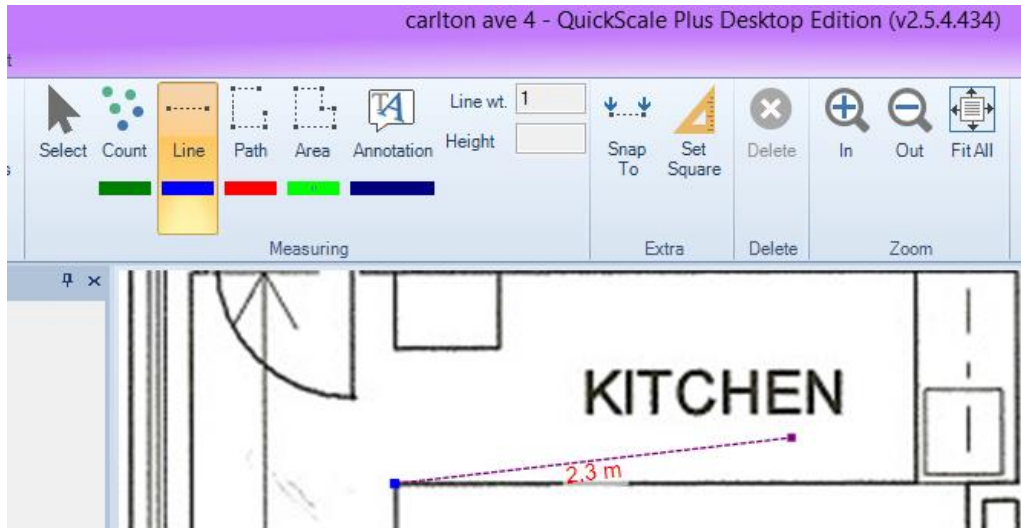 carlton ave 4 - QuickScale Plus Desktop Edition (v2.5.4.434)
t
Select Count Line Path Area Annotation
Line wt. 1
Height
Snap To
Set Square
Delete
In Out Fit All
s
Measuring Extra Delete Zoom
KITCHEN
2.3 m